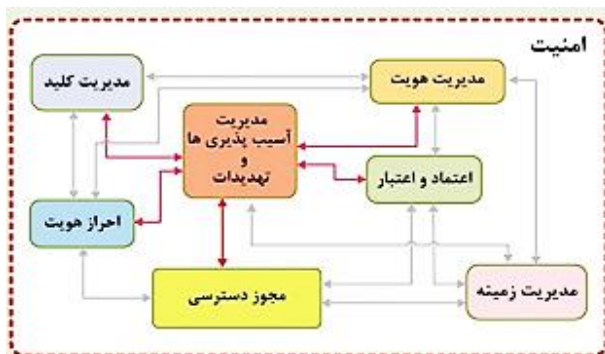 امنیت
مدیریت هویت
مدیریت کلید
مدیریت
آسیب پذیری ها
و
تهدیدات
اعتماد و اعتبار
احراز هویت
مدیریت زمینه
مجوز دسترسی